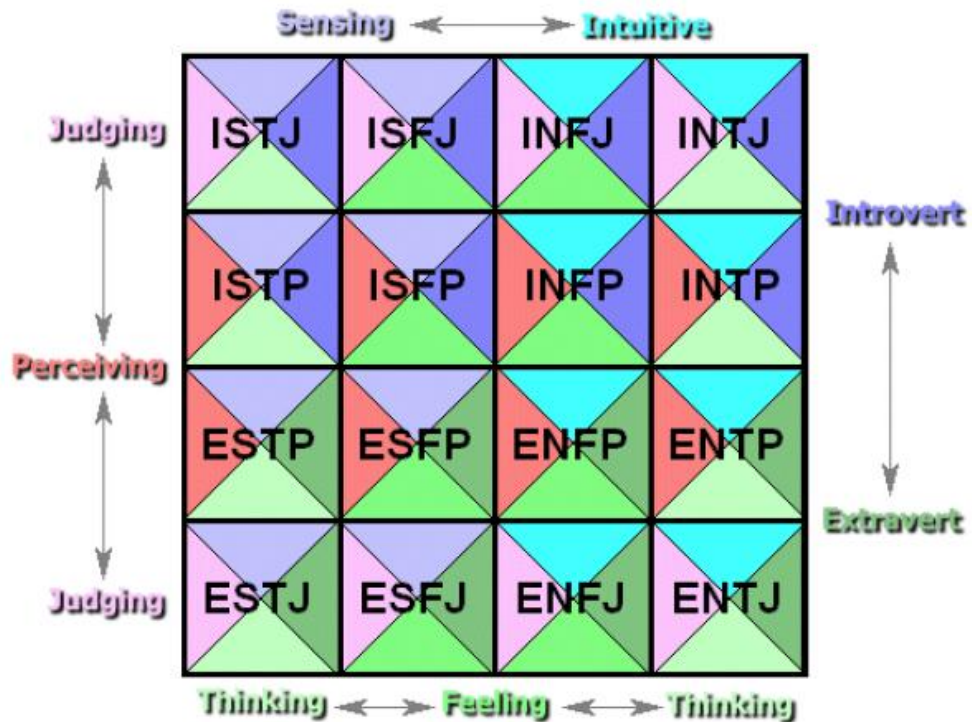 Sensing Intuitive
Judging ISTJ ISFJ INFJ INTJ
Introvert
ISTP ISFP INFP INTP
Perceiving
ESTP ESFP ENFP ENTP
Extravert
Judging ESTJ ESFJ ENFJ ENTJ
Thinking Feeling Thinking